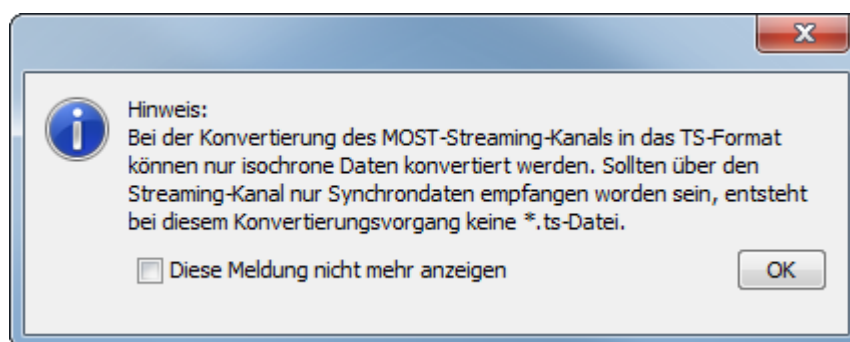 Hinweis:
Bei der Konvertierung des MOST-Streaming-Kanals in das TS-Format
können nur isochrone Daten konvertiert werden. Sollten über den
Streaming-Kanal nur Synchrondaten empfangen worden sein, entsteht
bei diesem Konvertierungsvorgang keine *.ts-Datei.
Diese Meldung nicht mehr anzeigen
OK